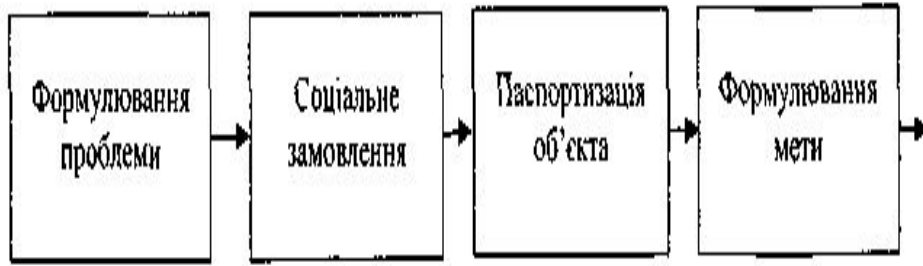 Формулювання
проблеми
Соціальне
замовлення
Паспортизація
об’єкта
Формулювання
мети